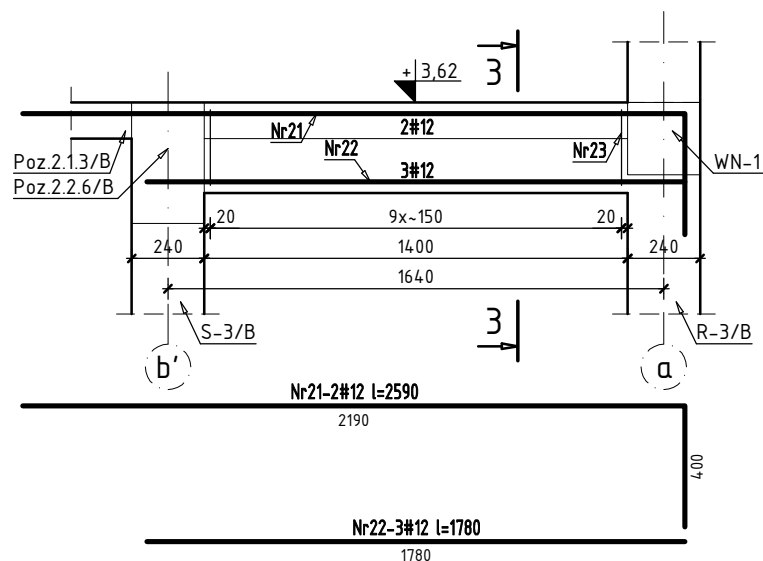 3
+ 3,62
Nr21
2#12
Nr22
Nr23
Poz.2.1.3/B
3#12
WN-1
Poz.2.2.6/B
20
9x~150
20
240
1400
240
1640
3
S-3/B
R-3/B
b'
a
Nr21-2#12 l=2590
2190
400
Nr22-3#12 l=1780
1780